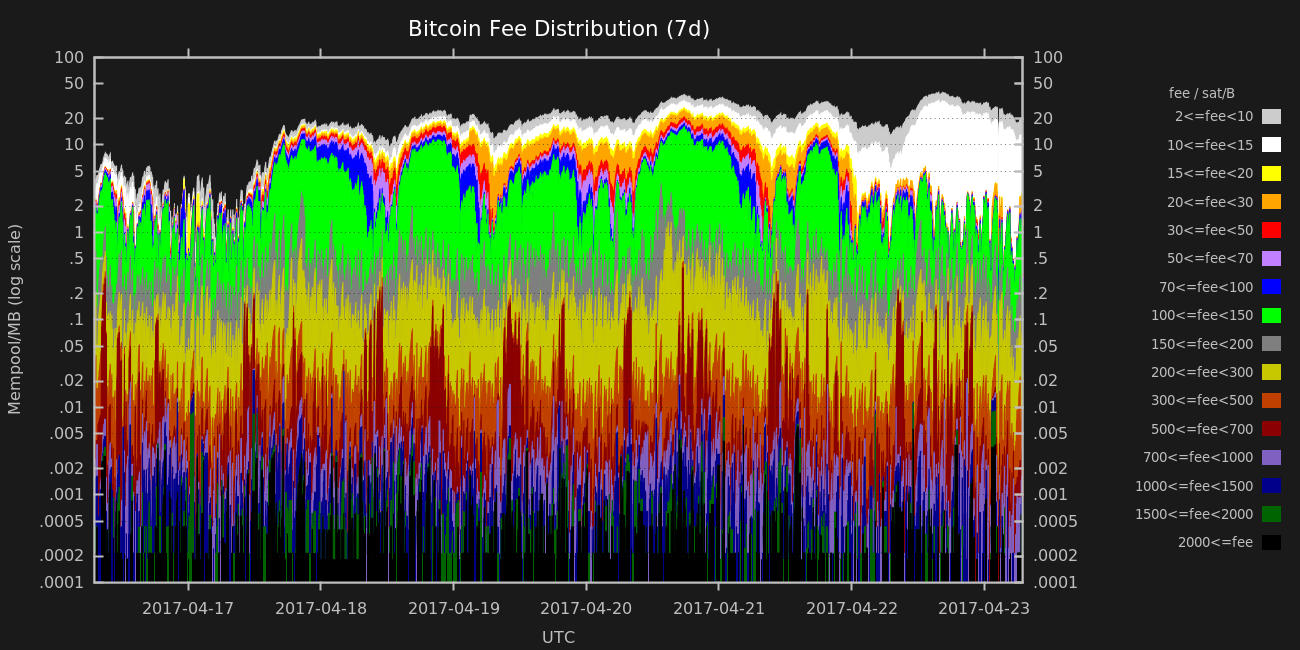 Bitcoin Fee Distribution (7d)
Mempool/MB (log scale)
100
50
20
10
5
2
1
.5
.2
.1
.05
.02
.01
.005
.002
.001
.0005
.0002
.0001
100
50
20
10
5
2
1
.5
.2
.1
.05
.02
.01
.005
.002
.001
.0005
.0002
.0001
2017-04-17 2017-04-18 2017-04-19 2017-04-20 2017-04-21 2017-04-22 2017-04-23
UTC
fee / sat/B
2<=fee<10
10<=fee<15
15<=fee<20
20<=fee<30
30<=fee<50
50<=fee<70
70<=fee<100
100<=fee<150
150<=fee<200
200<=fee<300
300<=fee<500
500<=fee<700
700<=fee<1000
1000<=fee<1500
1500<=fee<2000
2000<=fee